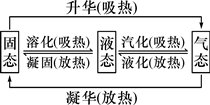 升华(吸热)
固态 溶化(吸热) 液态 汽化(吸热) 气态
凝固(放热) 液化(放热)
凝华(放热)